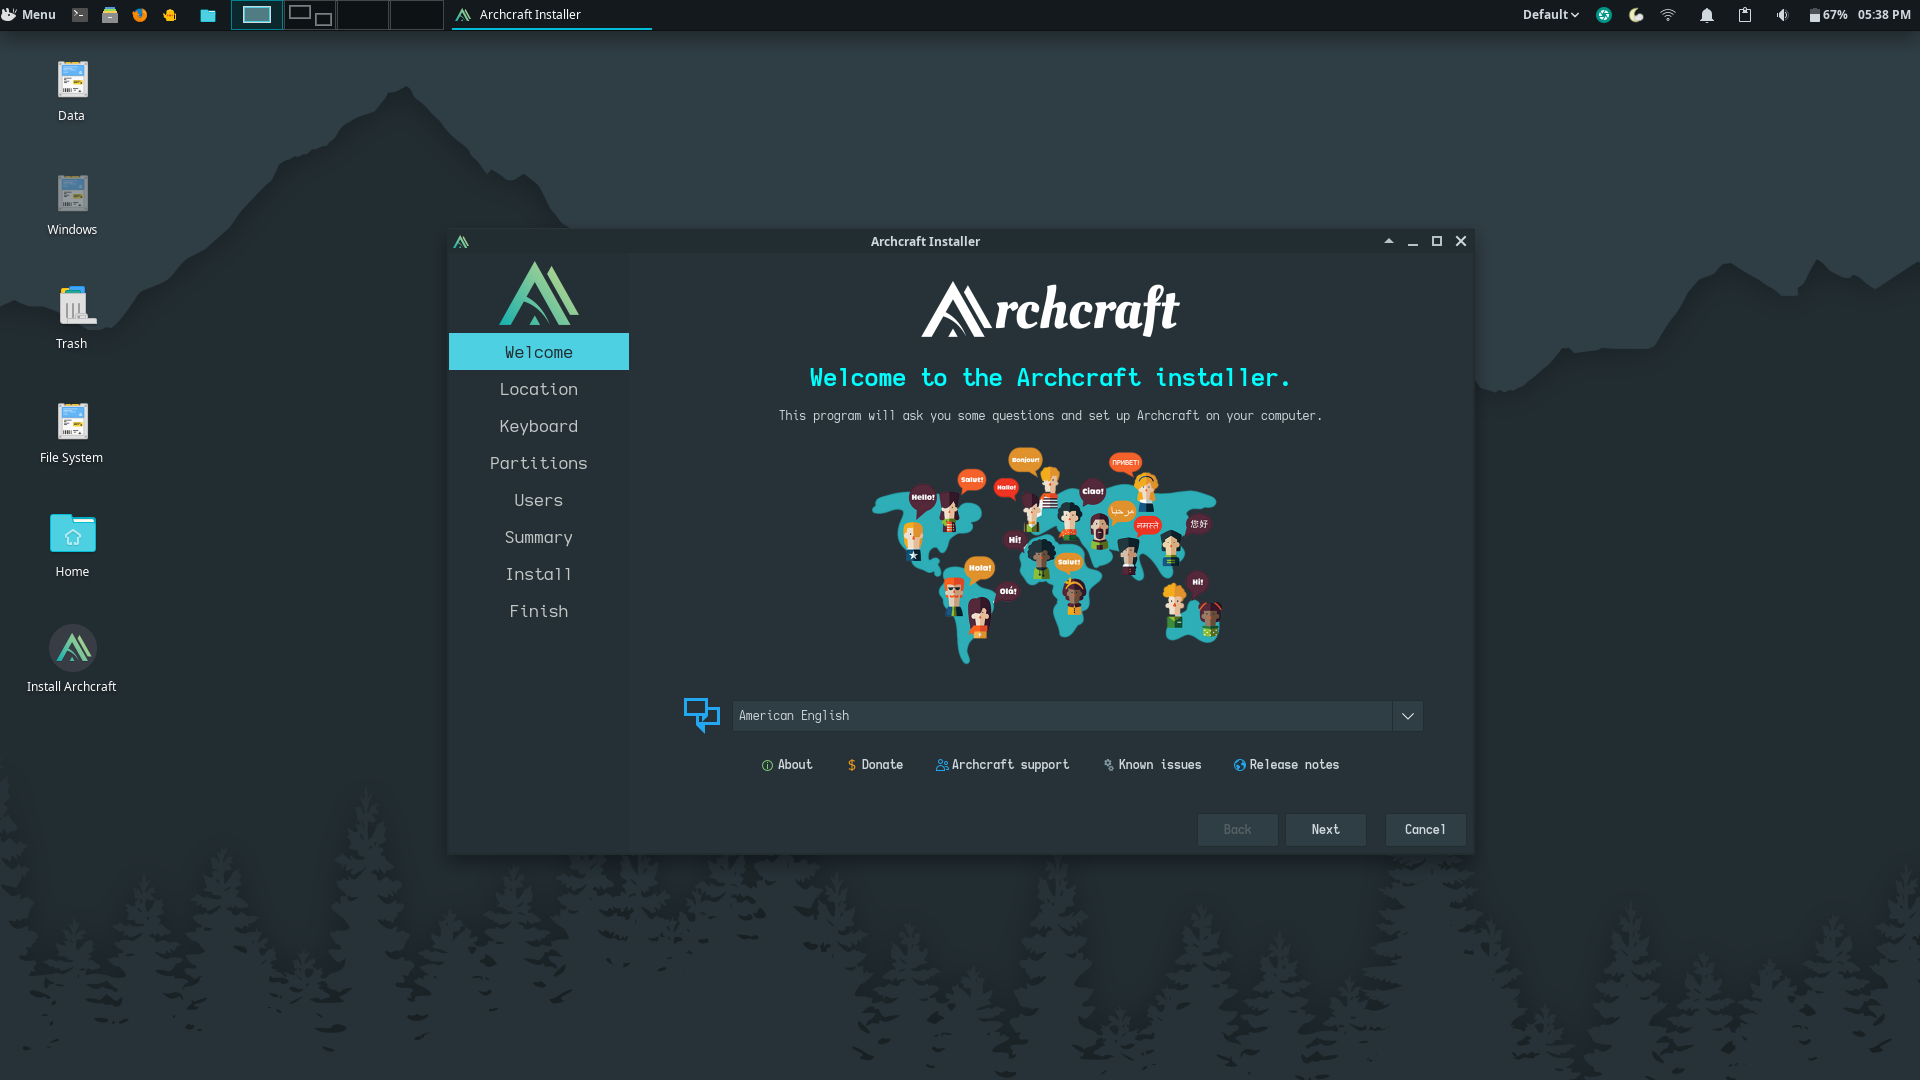 Menu
Archcraft Installer
Default
67%
05:38 PM
Data
Windows
Trash
File System
Home
Install Archcraft
Archcraft Installer
Welcome
Location
Keyboard
Partitions
Users
Summary
Install
Finish
rchcraft
Welcome to the Archcraft installer.
This program will ask you some questions and set up Archcraft on your computer.
Bonjour!
ПРИВЕТ!
Salut!
Hallo!
Ciao!
Hello!
مرحبا
नमस्ते
您好
Hi!
Salut!
Hola!
Olá!
Hi!
American English
About
$ Donate
Archcraft support
Known issues
Release notes
Back
Next
Cancel